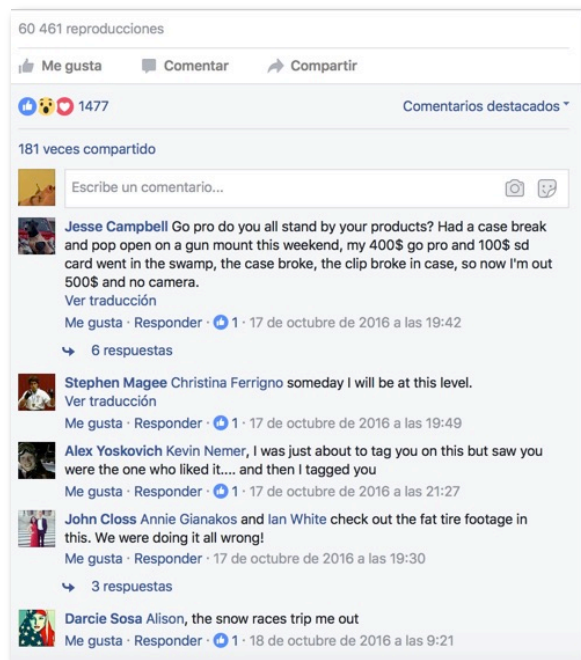 60 461 reproducciones
Me gusta Comentar Compartir
1477 Comentarios destacados
181 veces compartido
Escribe un comentario...
Jesse Campbell Go pro do you all stand by your products? Had a case break
and pop open on a gun mount this weekend, my 400$ go pro and 100$ sd
card went in the swamp, the case broke, the clip broke in case, so now I'm out
500$ and no camera.
Ver traducción
Me gusta · Responder · 1 · 17 de octubre de 2016 a las 19:42
6 respuestas
Stephen Magee Christina Ferrigno someday I will be at this level.
Ver traducción
Me gusta · Responder · 1 · 17 de octubre de 2016 a las 19:49
Alex Yoskovich Kevin Nemer, I was just about to tag you on this but saw you
were the one who liked it.... and then I tagged you
Me gusta · Responder · 1 · 17 de octubre de 2016 a las 21:27
John Closs Annie Gianakos and Ian White check out the fat tire footage in
this. We were doing it all wrong!
Me gusta · Responder · 17 de octubre de 2016 a las 19:30
3 respuestas
Darcie Sosa Alison, the snow races trip me out
Me gusta · Responder · 1 · 18 de octubre de 2016 a las 9:21